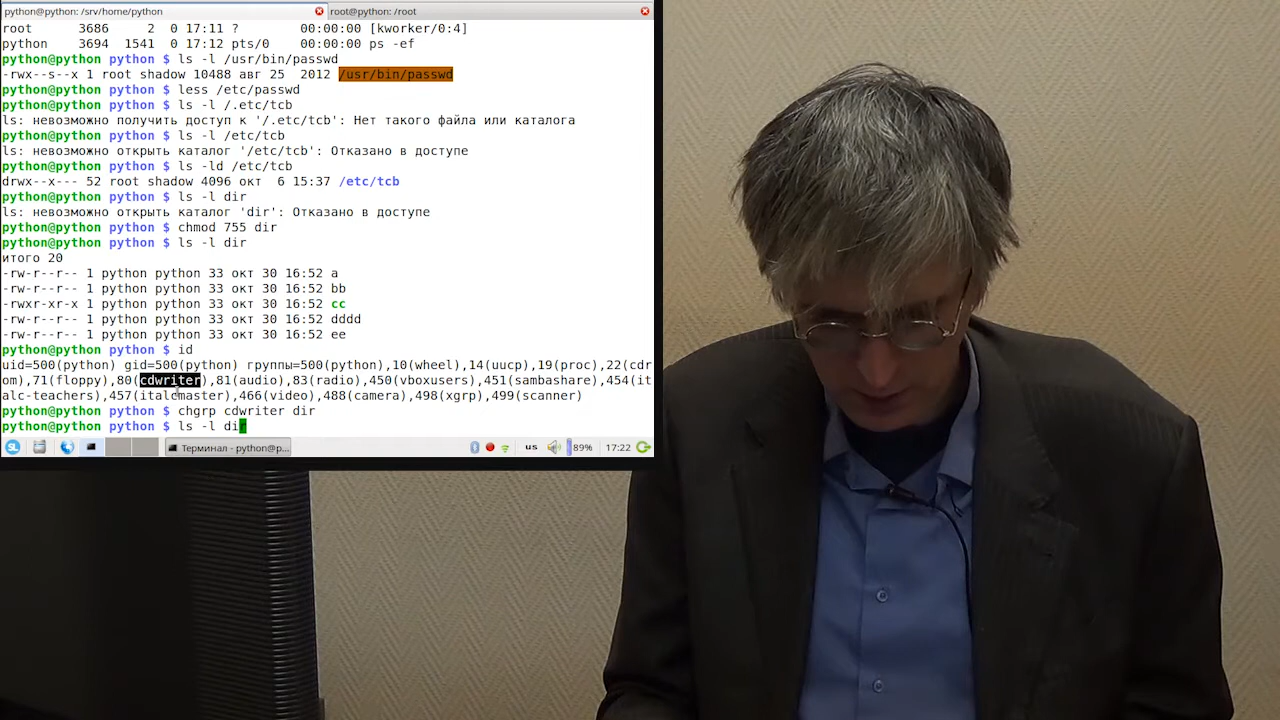 python@python: /srv/home/python
root@python: /root
root      3686     2  0 17:11 ?        00:00:00 [kworker/0:4]
python    3694  1541  0 17:12 pts/0    00:00:00 ps -ef
python@python python $ ls -l /usr/bin/passwd
-rwx--s--x 1 root shadow 10488 авг 25  2012 /usr/bin/passwd
python@python python $ less /etc/passwd
python@python python $ ls -l /.etc/tcb
ls: невозможно получить доступ к '/.etc/tcb': Нет такого файла или каталога
python@python python $ ls -l /etc/tcb
ls: невозможно открыть каталог '/etc/tcb': Отказано в доступе
python@python python $ ls -ld /etc/tcb
drwx--x--- 52 root shadow 4096 окт  6 15:37 /etc/tcb
python@python python $ ls -l dir
ls: невозможно открыть каталог 'dir': Отказано в доступе
python@python python $ chmod 755 dir
python@python python $ ls -l dir
итого 20
-rw-r--r-- 1 python python 33 окт 30 16:52 a
-rw-r--r-- 1 python python 33 окт 30 16:52 bb
-rwxr-xr-x 1 python python 33 окт 30 16:52 cc
-rw-r--r-- 1 python python 33 окт 30 16:52 dddd
-rw-r--r-- 1 python python 33 окт 30 16:52 ee
python@python python $ id
uid=500(python) gid=500(python) группы=500(python),10(wheel),14(uucp),19(proc),22(cdr
om),71(floppy),80(cdwriter),81(audio),83(radio),450(vboxusers),451(sambashare),454(it
alc-teachers),457(italcmaster),466(video),488(camera),498(xgrp),499(scanner)
python@python python $ chgrp cdwriter dir
python@python python $ ls -l dir
SL
Терминал - python@p...
us
89%
17:22